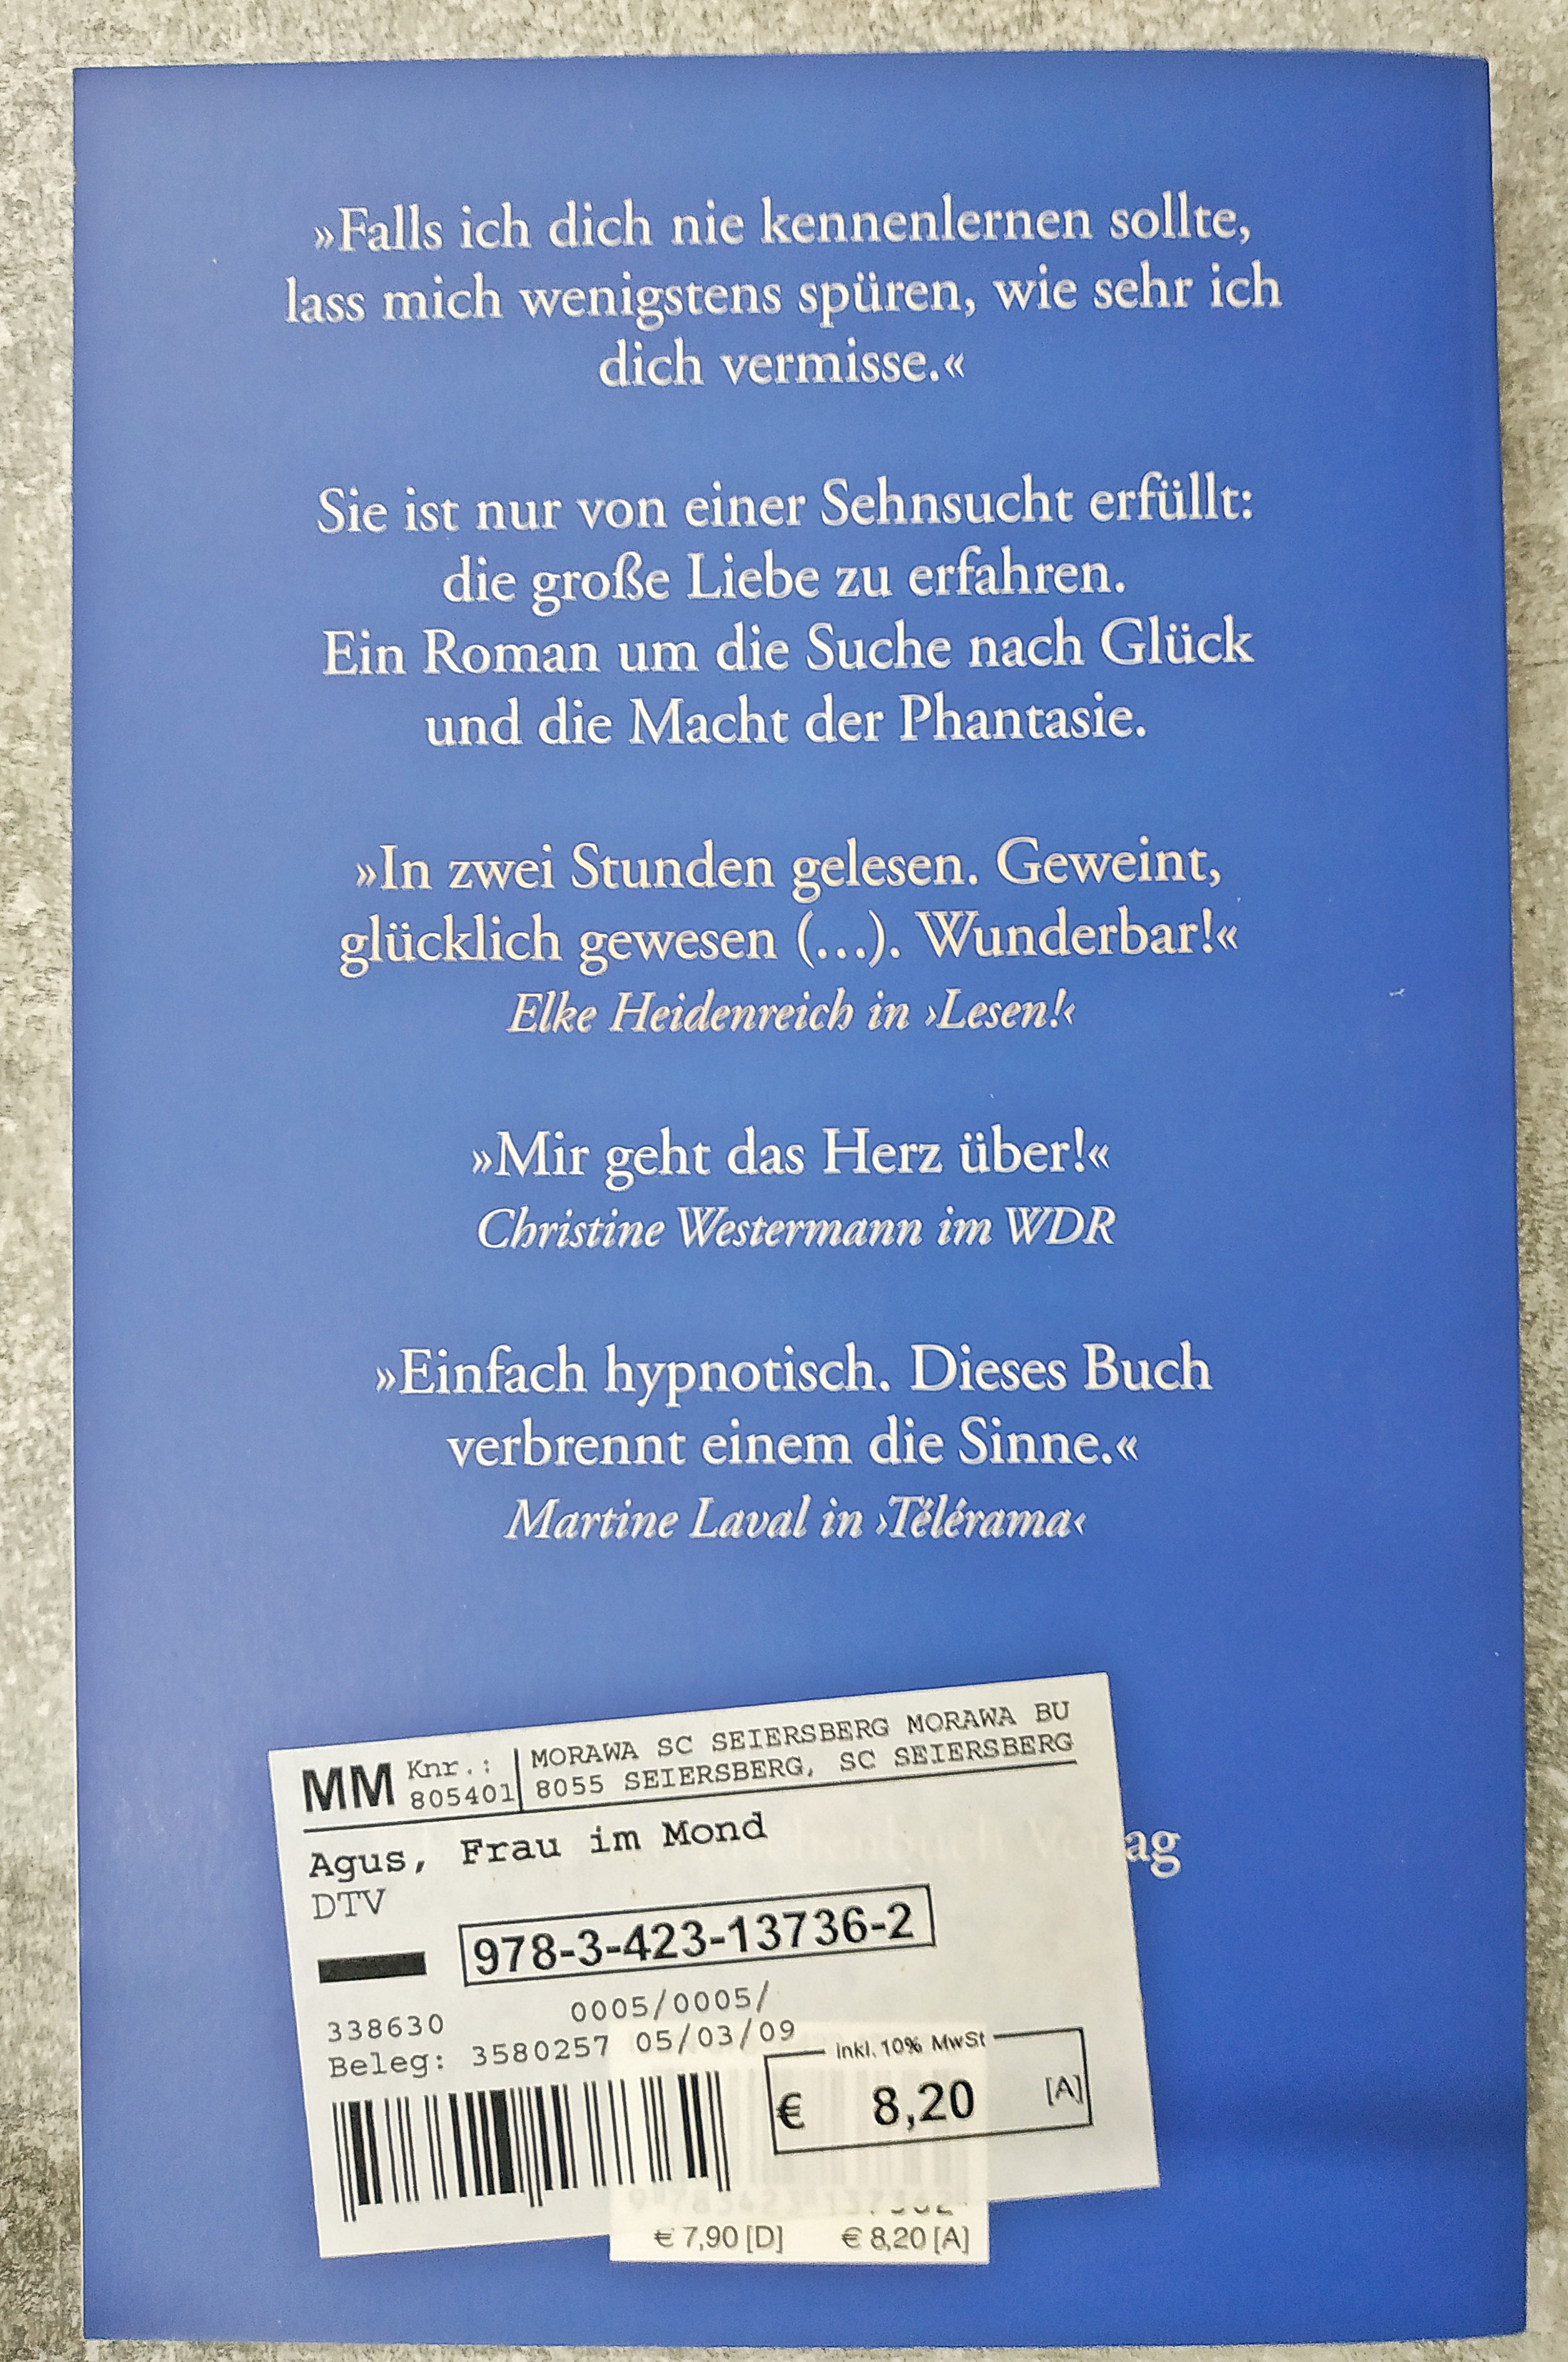 »Falls ich dich nie kennenlernen sollte,
lass mich wenigstens spüren, wie sehr ich
dich vermisse.«
Sie ist nur von einer Sehnsucht erfüllt:
die große Liebe zu erfahren.
Ein Roman um die Suche nach Glück
und die Macht der Phantasie.
»In zwei Stunden gelesen. Geweint,
glücklich gewesen (…). Wunderbar!«
Elke Heidenreich in ›Lesen!‹
»Mir geht das Herz über!«
Christine Westermann im WDR
»Einfach hypnotisch. Dieses Buch
verbrennt einem die Sinne.«
Martine Laval in ›Télérama‹
MM Knr.: 805401
MORAWA SC SEIERSBERG MORAWA BU
8055 SEIERSBERG, SC SEIERSBERG
Agus, Frau im Mond
ag
DTV
978-3-423-13736-2
338630 0005/0005/
Beleg: 3580257 05/03/09
inkl. 10% MwSt
€ 8,20 [A]
€ 7,90 [D] € 8,20 [A]